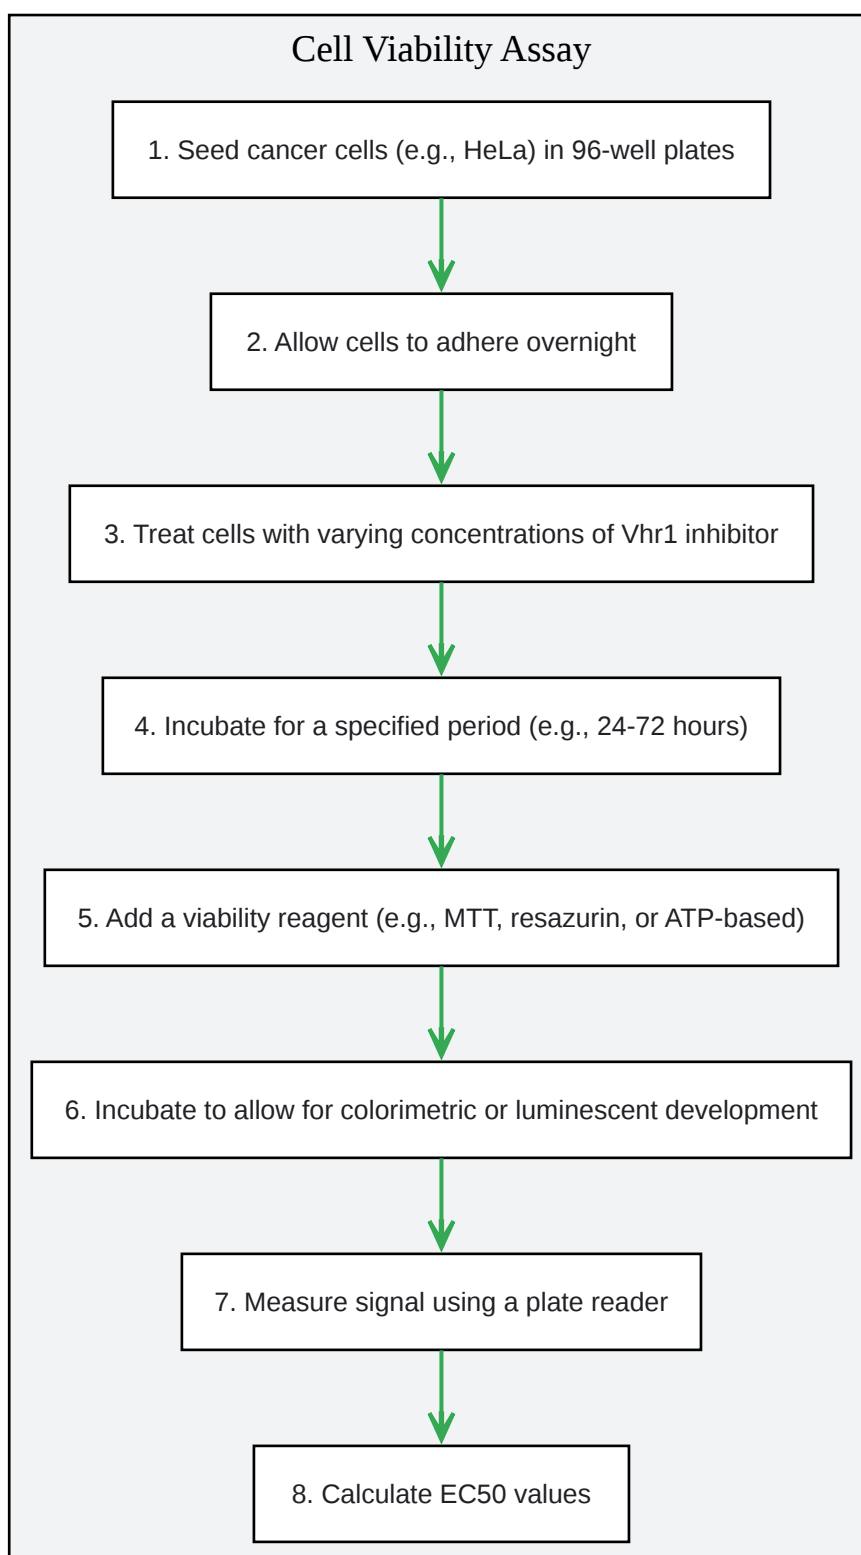 Cell Viability Assay
1. Seed cancer cells (e.g., HeLa) in 96-well plates
2. Allow cells to adhere overnight
3. Treat cells with varying concentrations of Vhr1 inhibitor
4. Incubate for a specified period (e.g., 24-72 hours)
5. Add a viability reagent (e.g., MTT, resazurin, or ATP-based)
6. Incubate to allow for colorimetric or luminescent development
7. Measure signal using a plate reader
8. Calculate EC50 values